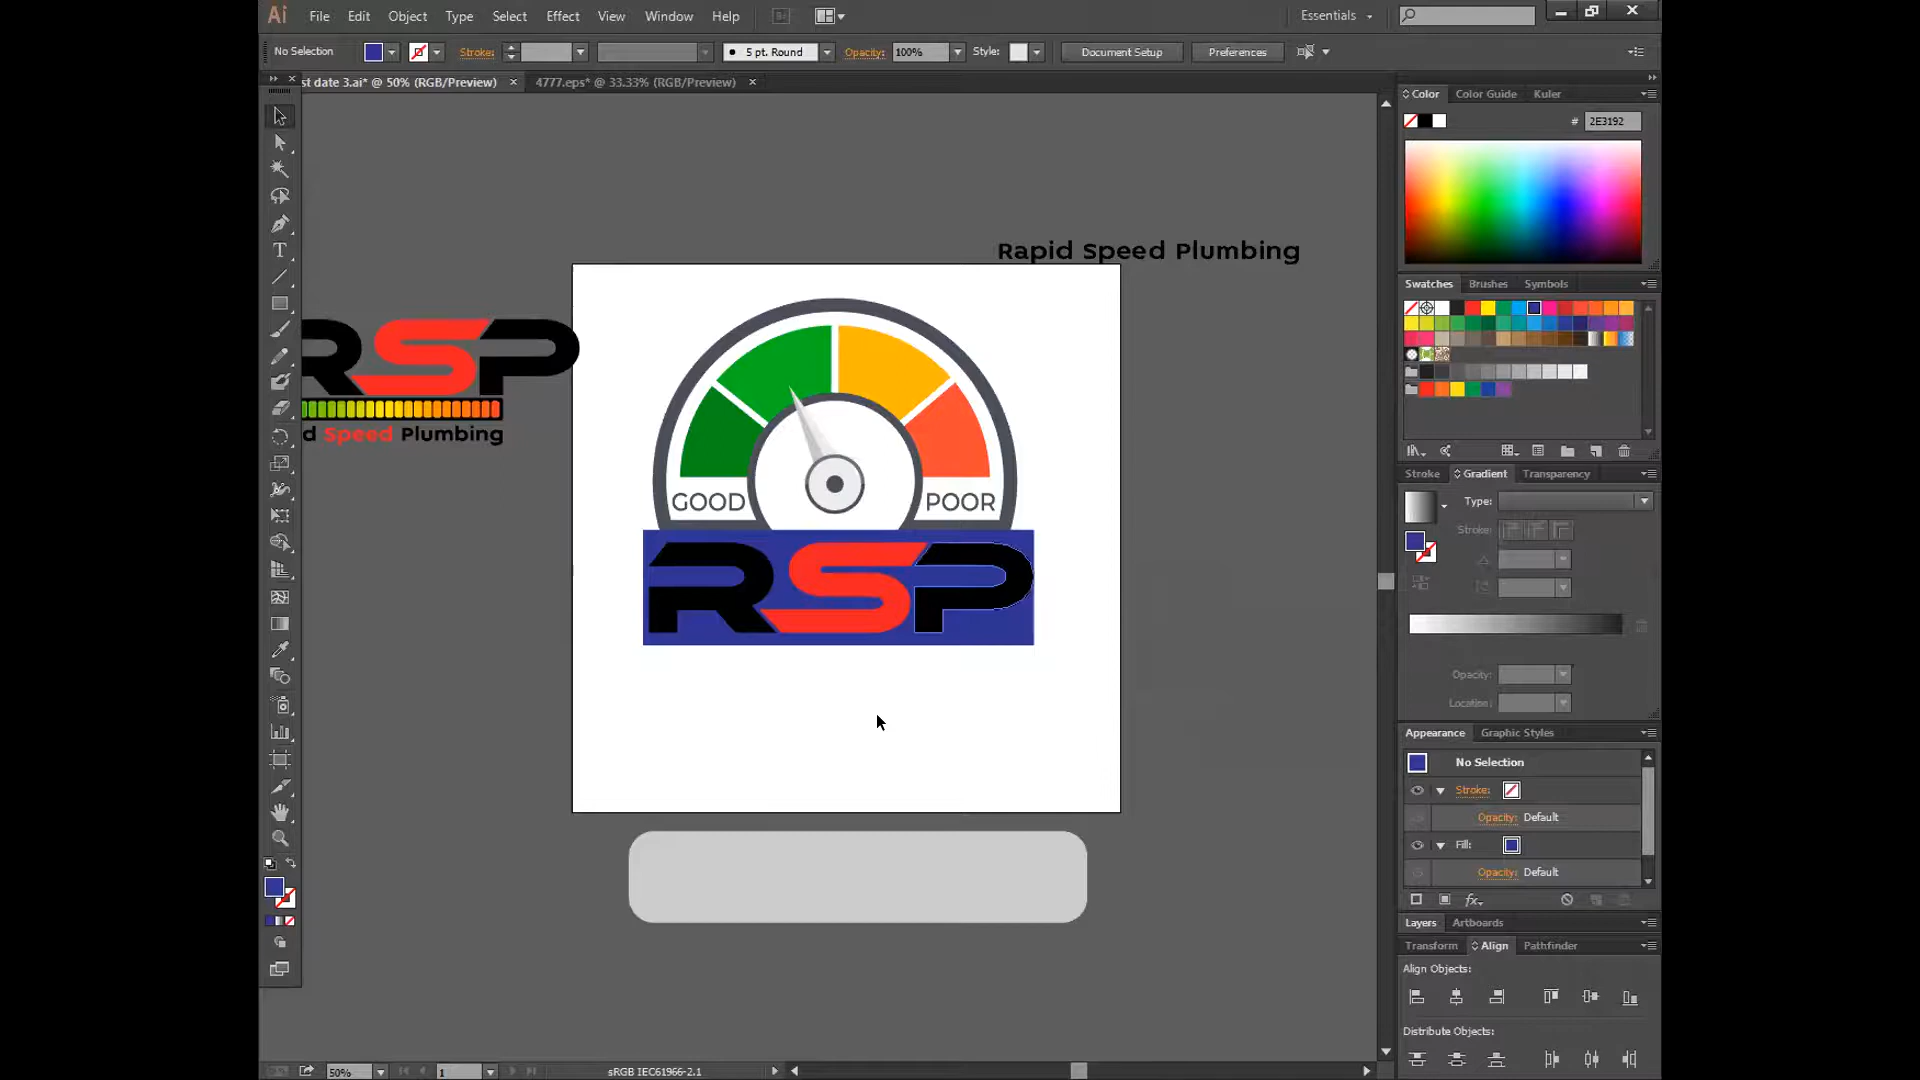 Ai File Edit Object Type Select Effect View Window Help Br Essentials
No Selection Stroke: 5 pt. Round Opacity: 100% Style: Document Setup Preferences
st date 3.ai* @ 50% (RGB/Preview) 4777.eps* @ 33.33% (RGB/Preview)
Color Color Guide Kuler
# 2E3192
Rapid Speed Plumbing
Swatches Brushes Symbols
RSP
d Speed Plumbing
GOOD POOR
RSP
Stroke Gradient Transparency
Type:
Stroke:
Opacity:
Location:
Appearance Graphic Styles
No Selection
Stroke:
Opacity: Default
Fill:
Opacity: Default
fx
Layers Artboards
Transform Align Pathfinder
Align Objects:
Distribute Objects:
50% 1 sRGB IEC61966-2.1